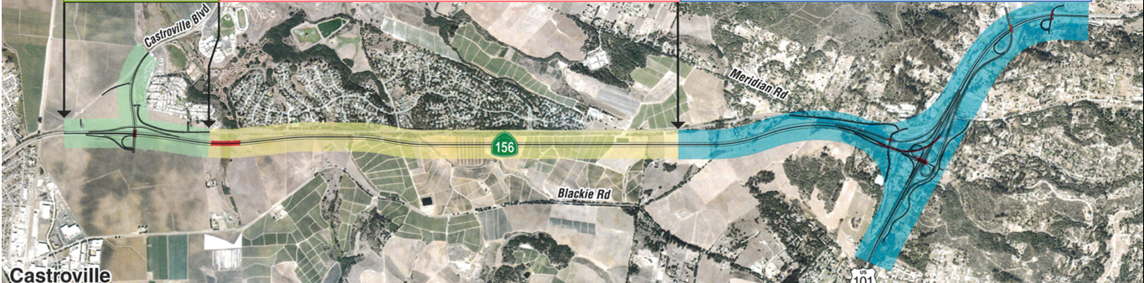 Castroville Blvd
Meridian Rd
156
Blackie Rd
Castroville
US
101